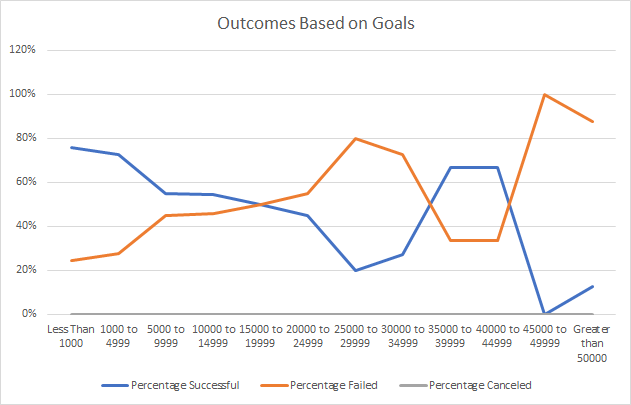 Outcomes Based on Goals
120%
100%
80%
60%
40%
20%
0%
Less Than 1000 to 5000 to 10000 to 15000 to 20000 to 25000 to 30000 to 35000 to 40000 to 45000 to Greater
1000 4999 9999 14999 19999 24999 29999 34999 39999 44999 49999 than
50000
Percentage Successful Percentage Failed Percentage Canceled